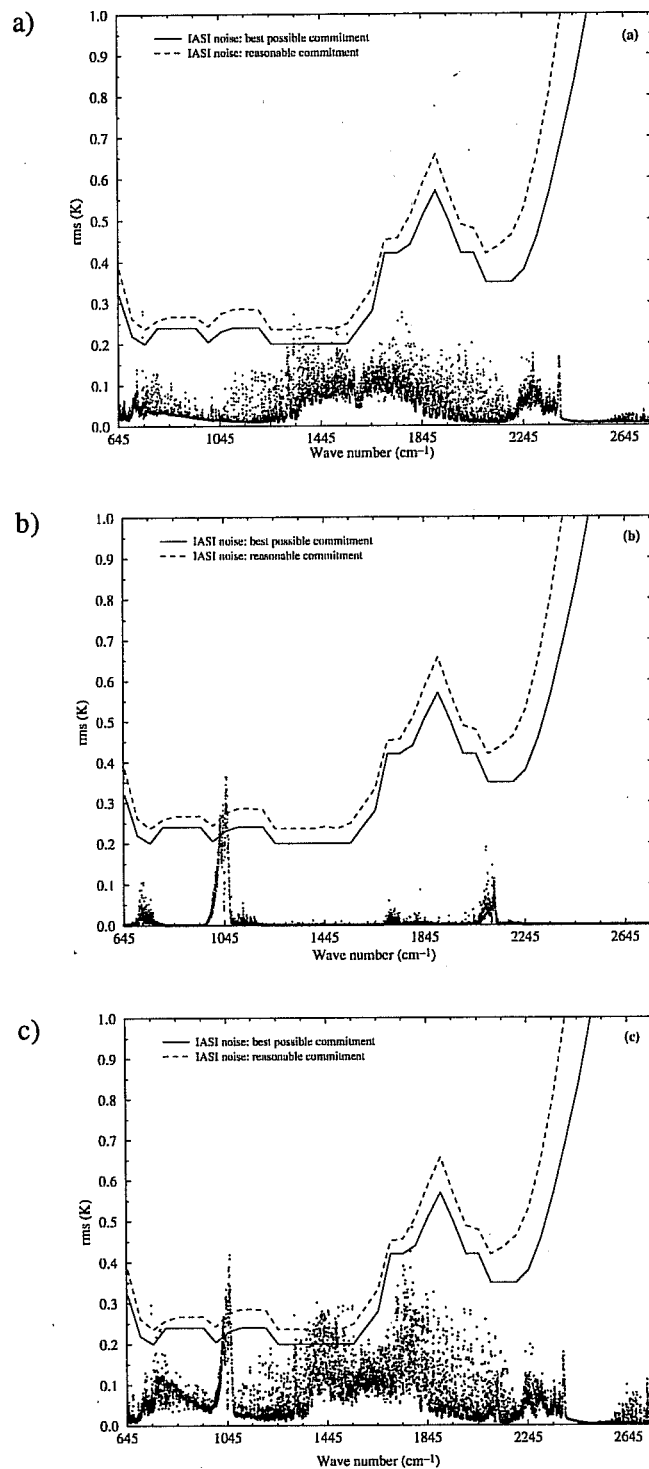 a)
(a)
IASI noise: best possible commitment
IASI noise: reasonable commitment
1.0
0.9
0.8
0.7
0.6
0.5
0.4
0.3
0.2
0.1
0.0
rms (K)
645 1045 1445 1845 2245 2645
Wave number (cm⁻¹)
b)
(b)
IASI noise: best possible commitment
IASI noise: reasonable commitment
1.0
0.9
0.8
0.7
0.6
0.5
0.4
0.3
0.2
0.1
0.0
rms (K)
645 1045 1445 1845 2245 2645
Wave number (cm⁻¹)
c)
(c)
IASI noise: best possible commitment
IASI noise: reasonable commitment
1.0
0.9
0.8
0.7
0.6
0.5
0.4
0.3
0.2
0.1
0.0
rms (K)
645 1045 1445 1845 2245 2645
Wave number (cm⁻¹)